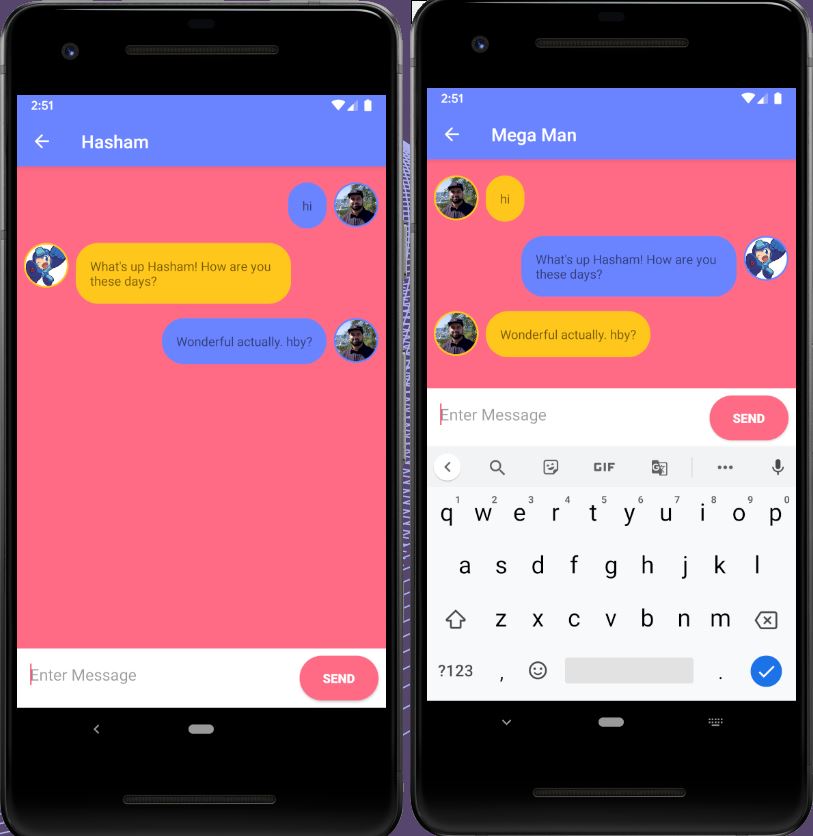 2:51
Hasham
hi
What's up Hasham! How are you
these days?
Wonderful actually. hby?
Enter Message
SEND
2:51
Mega Man
hi
What's up Hasham! How are you
these days?
Wonderful actually. hby?
Enter Message
SEND
GIF
G
1 2 3 4 5 6 7 8 9 0
q w e r t y u i o p
a s d f g h j k l
z x c v b n m
?123 , .